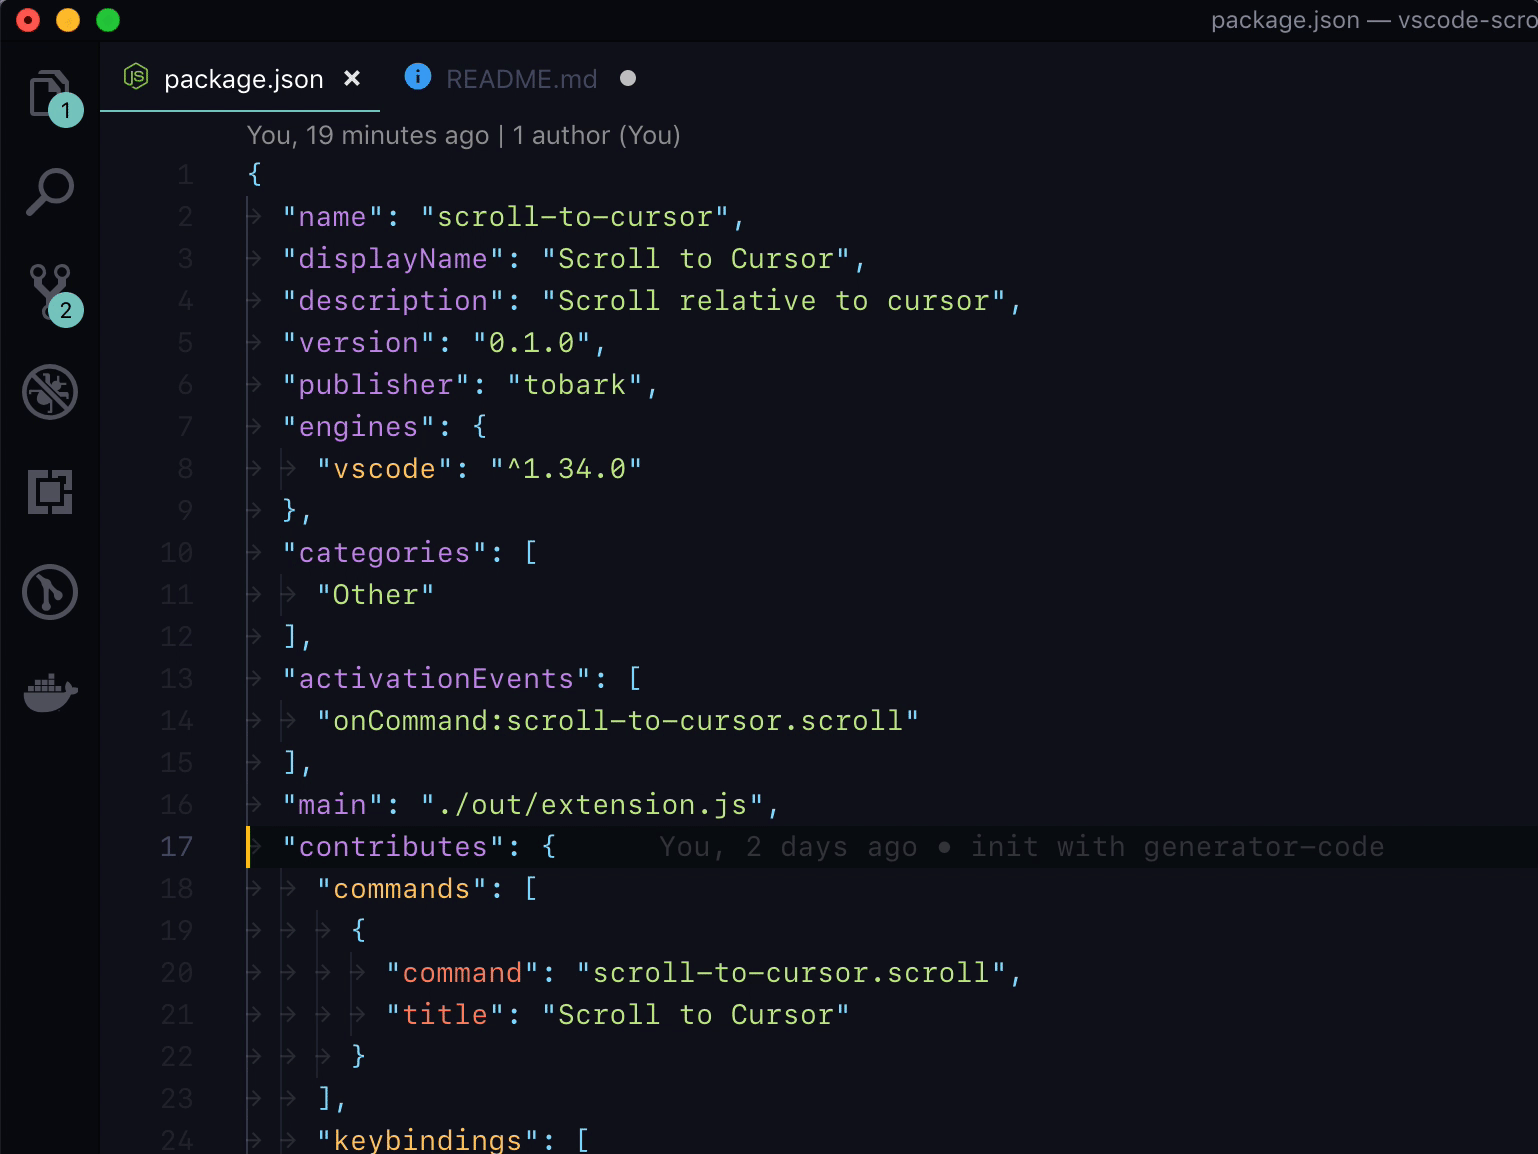 package.json — vscode-scro
package.json × README.md
1
2
You, 19 minutes ago | 1 author (You)
1 {
2 "name": "scroll-to-cursor",
3 "displayName": "Scroll to Cursor",
4 "description": "Scroll relative to cursor",
5 "version": "0.1.0",
6 "publisher": "tobark",
7 "engines": {
8 "vscode": "^1.34.0"
9 },
10 "categories": [
11 "Other"
12 ],
13 "activationEvents": [
14 "onCommand:scroll-to-cursor.scroll"
15 ],
16 "main": "./out/extension.js",
17 "contributes": { You, 2 days ago • init with generator-code
18 "commands": [
19 {
20 "command": "scroll-to-cursor.scroll",
21 "title": "Scroll to Cursor"
22 }
23 ],
24 "keybindings": [